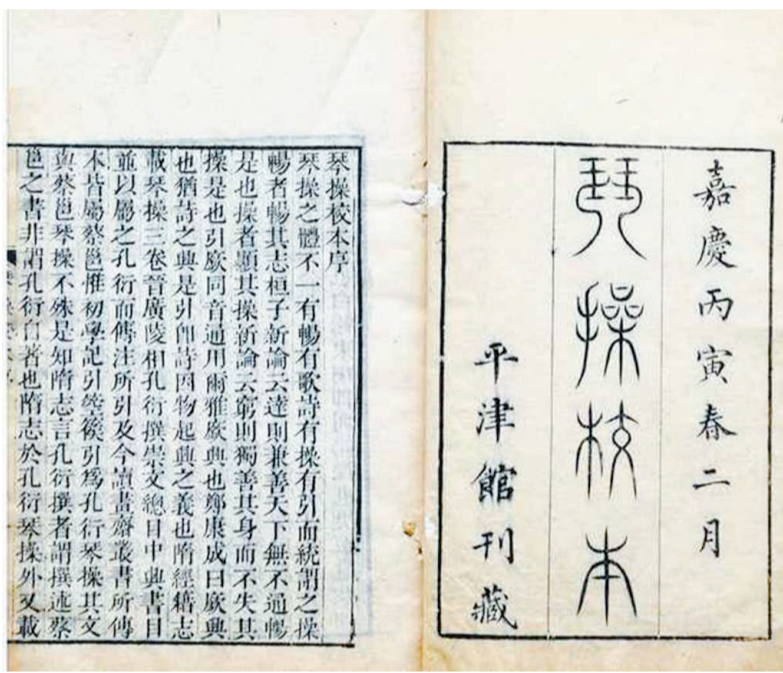 嘉慶丙寅春二月
琴操校本
平津館刊藏
琴操校本序
琴操之體不一有暢有歌詩有操有引而統謂之操
暢者暢其志桓子新論云達則兼善天下無不通暢
是也操者顯其操新論云窮則獨善其身而不失其
操是也引廞同音通用爾雅廞興也鄭康成曰廞興
也猶詩之興是引卽詩因物起興之義也隋經籍志
載琴操三卷晉廣陵相孔衍撰崇文總目中興書目
並以屬之孔衍而傳注所引及今讀畫齋叢書所傳
本皆屬蔡邕惟初學記引箜篌引爲孔衍琴操其文
與蔡邕琴操不殊是知隋志言孔衍撰者謂撰述蔡
邕之書非謂孔衍自著也隋志於孔衍琴操外又載